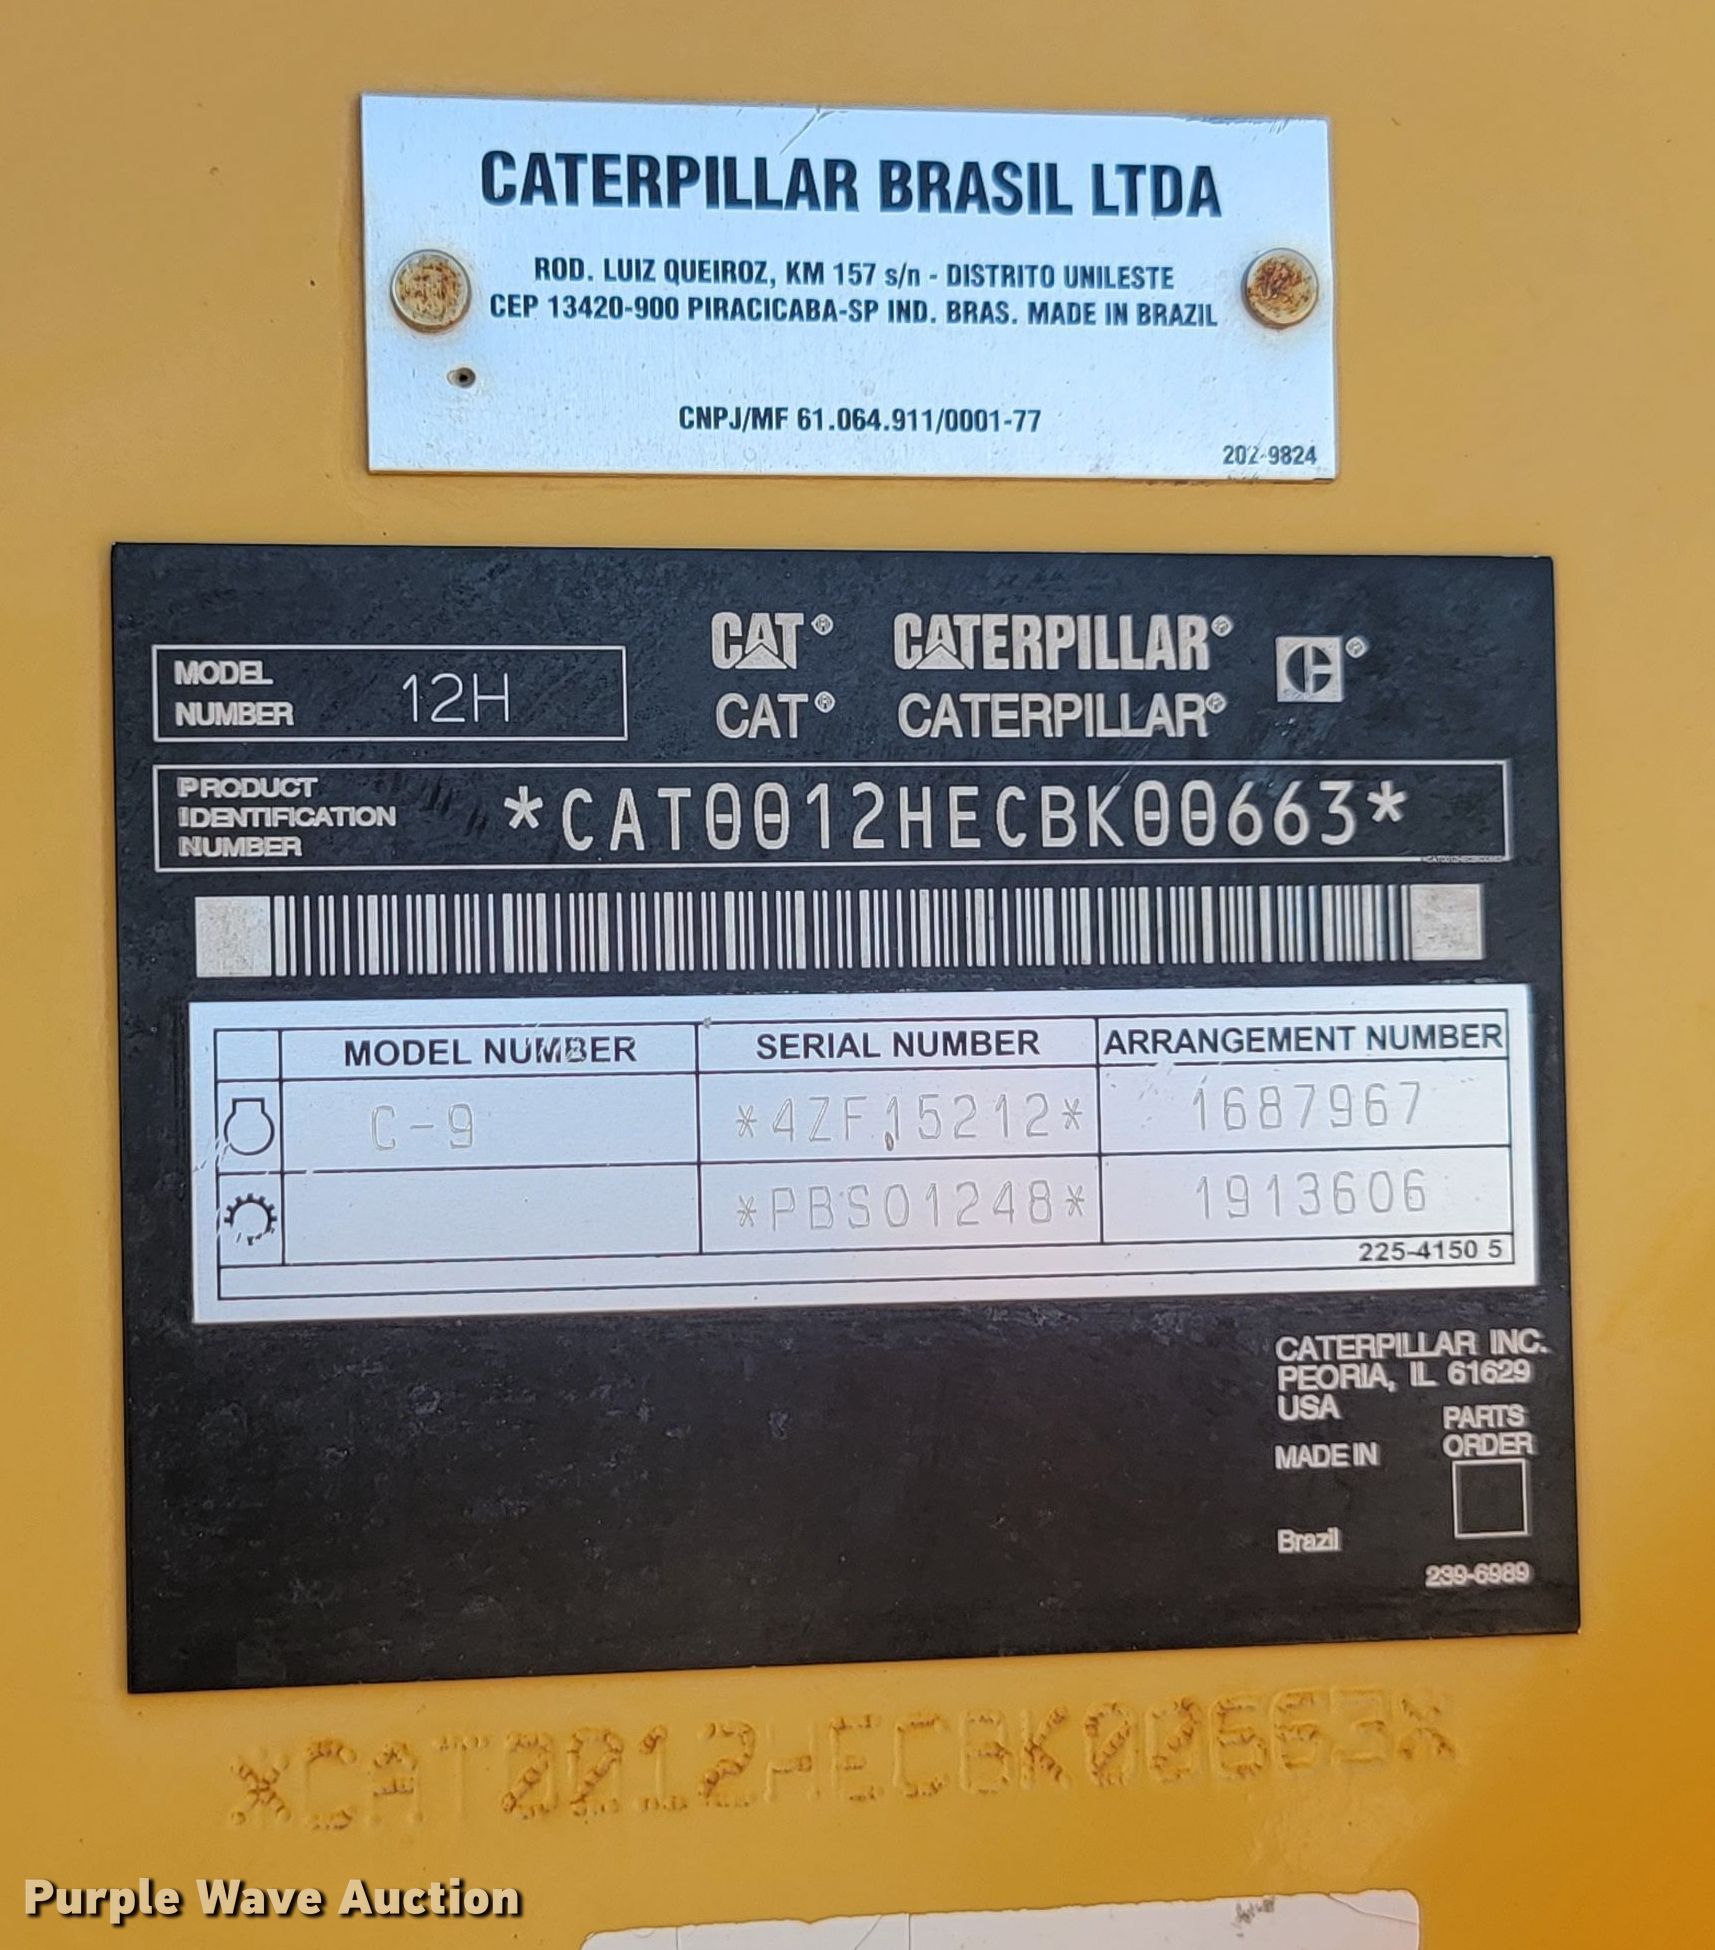 CATERPILLAR BRASIL LTDA
ROD. LUIZ QUEIROZ, KM 157 s/n - DISTRITO UNILESTE
CEP 13420-900 PIRACICABA-SP IND. BRAS. MADE IN BRAZIL
CNPJ/MF 61.064.911/0001-77
202-9824
MODEL NUMBER 12H
CAT® CATERPILLAR® C®
CAT® CATERPILLAR®
PRODUCT IDENTIFICATION NUMBER *CAT0012HECBK00663*
MODEL NUMBER SERIAL NUMBER ARRANGEMENT NUMBER
C-9 *4ZF15212* 1687967
*PBS01248* 1913606
225-4150 5
CATERPILLAR INC.
PEORIA, IL 61629
USA
PARTS ORDER
MADE IN
Brazil
239-6989
*CAT0012HECBK00663*
Purple Wave Auction